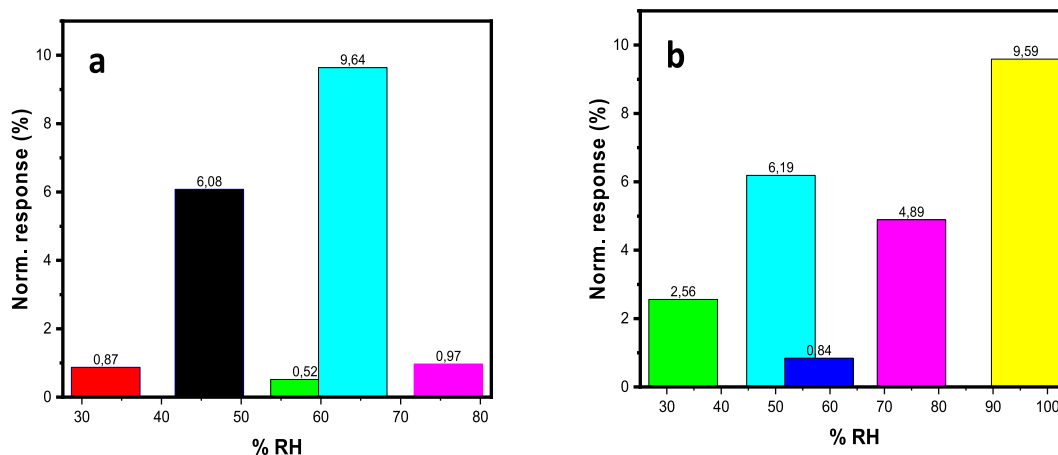 a
10
8
6
4
2
0
Norm. response (%)
0,87
6,08
0,52
9,64
0,97
30 40 50 60 70 80
% RH
b
10
8
6
4
2
0
Norm. response (%)
2,56
6,19
0,84
4,89
9,59
30 40 50 60 70 80 90 100
% RH